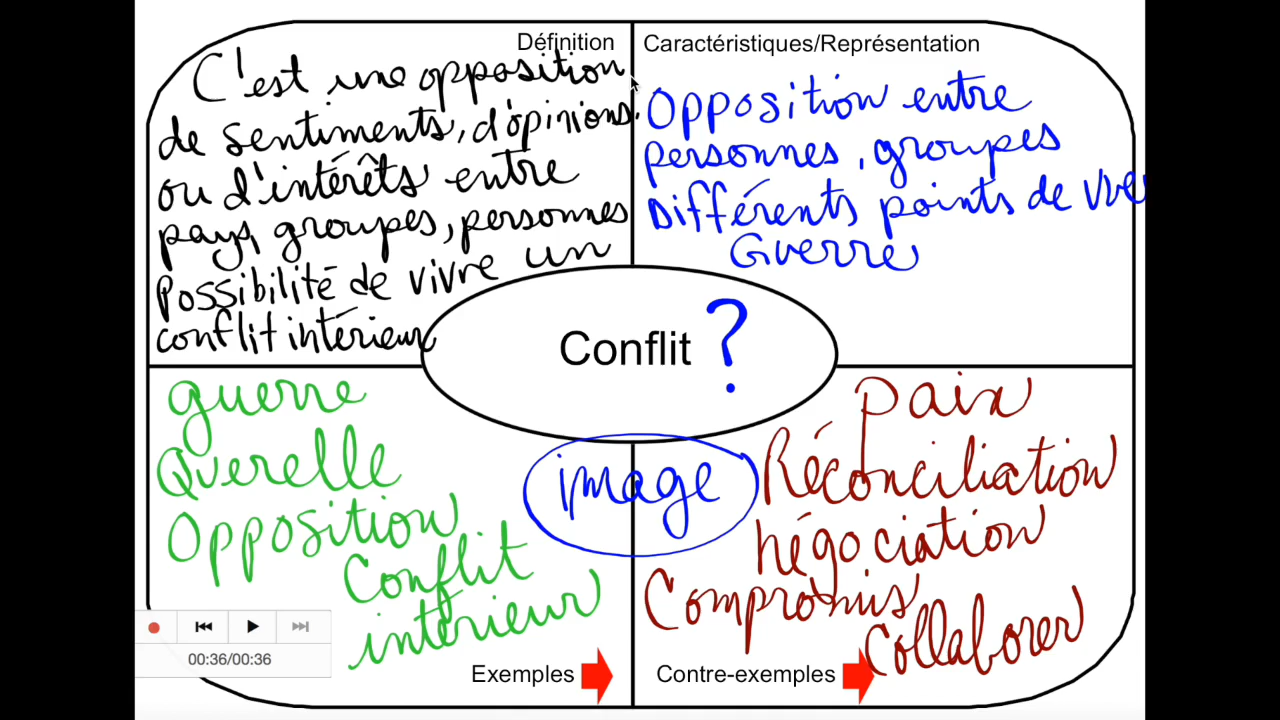 Définition
C'est une opposition
de sentiments, d'opinions.
ou d'intérêts entre
pays, groupes, personnes
possibilité de vivre un
conflit intérieur
Caractéristiques/Représentation
Opposition entre
personnes, groupes
Différents points de vue
Guerre
Conflit ?
image
guerre
Querelle
Opposition
Conflit
intérieur
Exemples
Paix
Réconciliation
négociation
Compromis
Collaborer
Contre-exemples
00:36/00:36